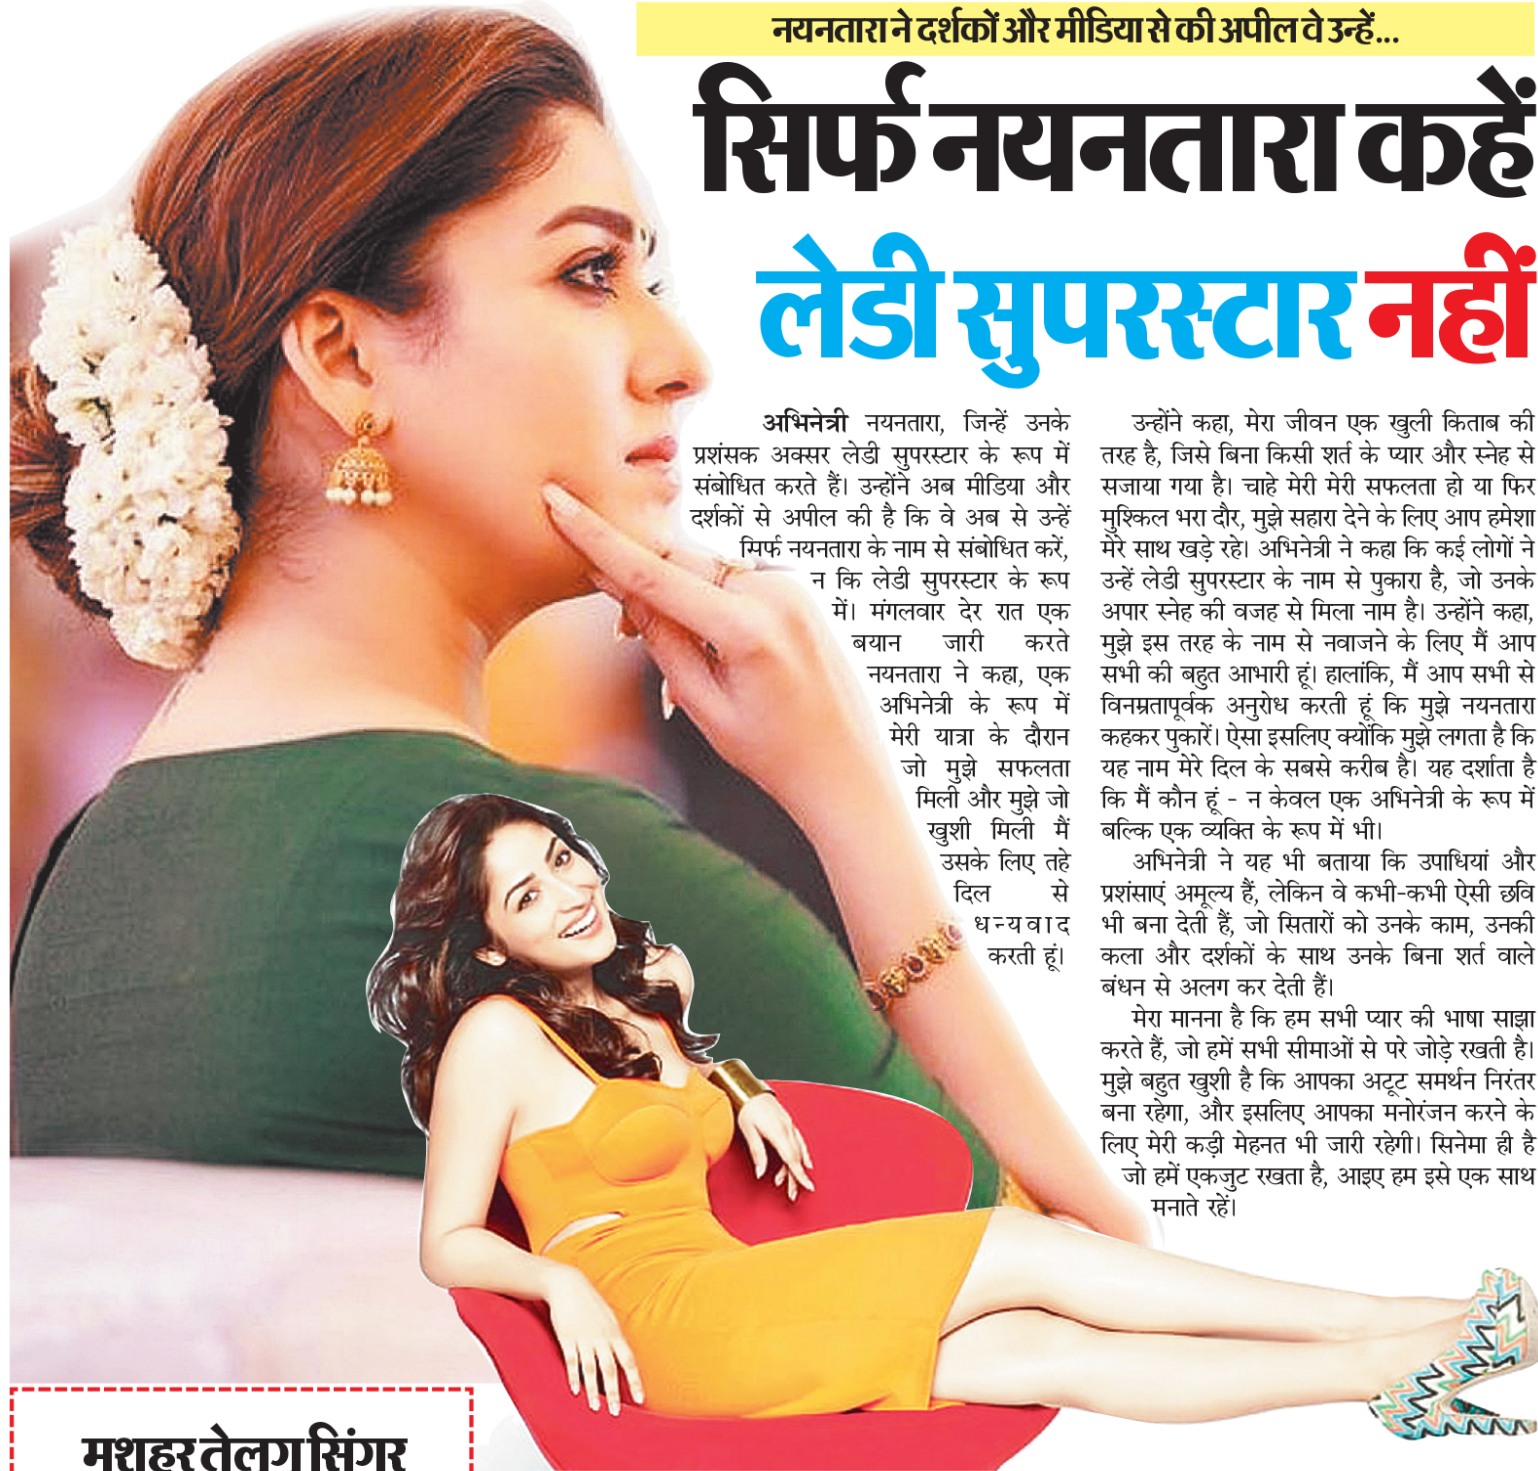 नयनतारा ने दर्शकों और मीडिया से की अपील वे उन्हें...
सिर्फ नयनतारा कहें
लेडी सुपरस्टार नहीं
अभिनेत्री नयनतारा, जिन्हें उनके
प्रशंसक अक्सर लेडी सुपरस्टार के रूप में
संबोधित करते हैं। उन्होंने अब मीडिया और
दर्शकों से अपील की है कि वे अब से उन्हें
सिर्फ नयनतारा के नाम से संबोधित करें,
न कि लेडी सुपरस्टार के रूप
में। मंगलवार देर रात एक
बयान जारी करते
नयनतारा ने कहा, एक
अभिनेत्री के रूप में
मेरी यात्रा के दौरान
जो मुझे सफलता
मिली और मुझे जो
खुशी मिली मैं
उसके लिए तहे
दिल से
धन्यवाद
करती हूं।
उन्होंने कहा, मेरा जीवन एक खुली किताब की
तरह है, जिसे बिना किसी शर्त के प्यार और स्नेह से
सजाया गया है। चाहे मेरी मेरी सफलता हो या फिर
मुश्किल भरा दौर, मुझे सहारा देने के लिए आप हमेशा
मेरे साथ खड़े रहे। अभिनेत्री ने कहा कि कई लोगों ने
उन्हें लेडी सुपरस्टार के नाम से पुकारा है, जो उनके
अपार स्नेह की वजह से मिला नाम है। उन्होंने कहा,
मुझे इस तरह के नाम से नवाजने के लिए मैं आप
सभी की बहुत आभारी हूं। हालांकि, मैं आप सभी से
विनम्रतापूर्वक अनुरोध करती हूं कि मुझे नयनतारा
कहकर पुकारें। ऐसा इसलिए क्योंकि मुझे लगता है कि
यह नाम मेरे दिल के सबसे करीब है। यह दर्शाता है
कि मैं कौन हूं - न केवल एक अभिनेत्री के रूप में
बल्कि एक व्यक्ति के रूप में भी।
अभिनेत्री ने यह भी बताया कि उपाधियां और
प्रशंसाएं अमूल्य हैं, लेकिन वे कभी-कभी ऐसी छवि
भी बना देती हैं, जो सितारों को उनके काम, उनकी
कला और दर्शकों के साथ उनके बिना शर्त वाले
बंधन से अलग कर देती हैं।
मेरा मानना है कि हम सभी प्यार की भाषा साझा
करते हैं, जो हमें सभी सीमाओं से परे जोड़े रखती है।
मुझे बहुत खुशी है कि आपका अटूट समर्थन निरंतर
बना रहेगा, और इसलिए आपका मनोरंजन करने के
लिए मेरी कड़ी मेहनत भी जारी रहेगी। सिनेमा ही है
जो हमें एकजुट रखता है, आइए हम इसे एक साथ
मनाते रहें।
मशहूर तेलगू सिंगर